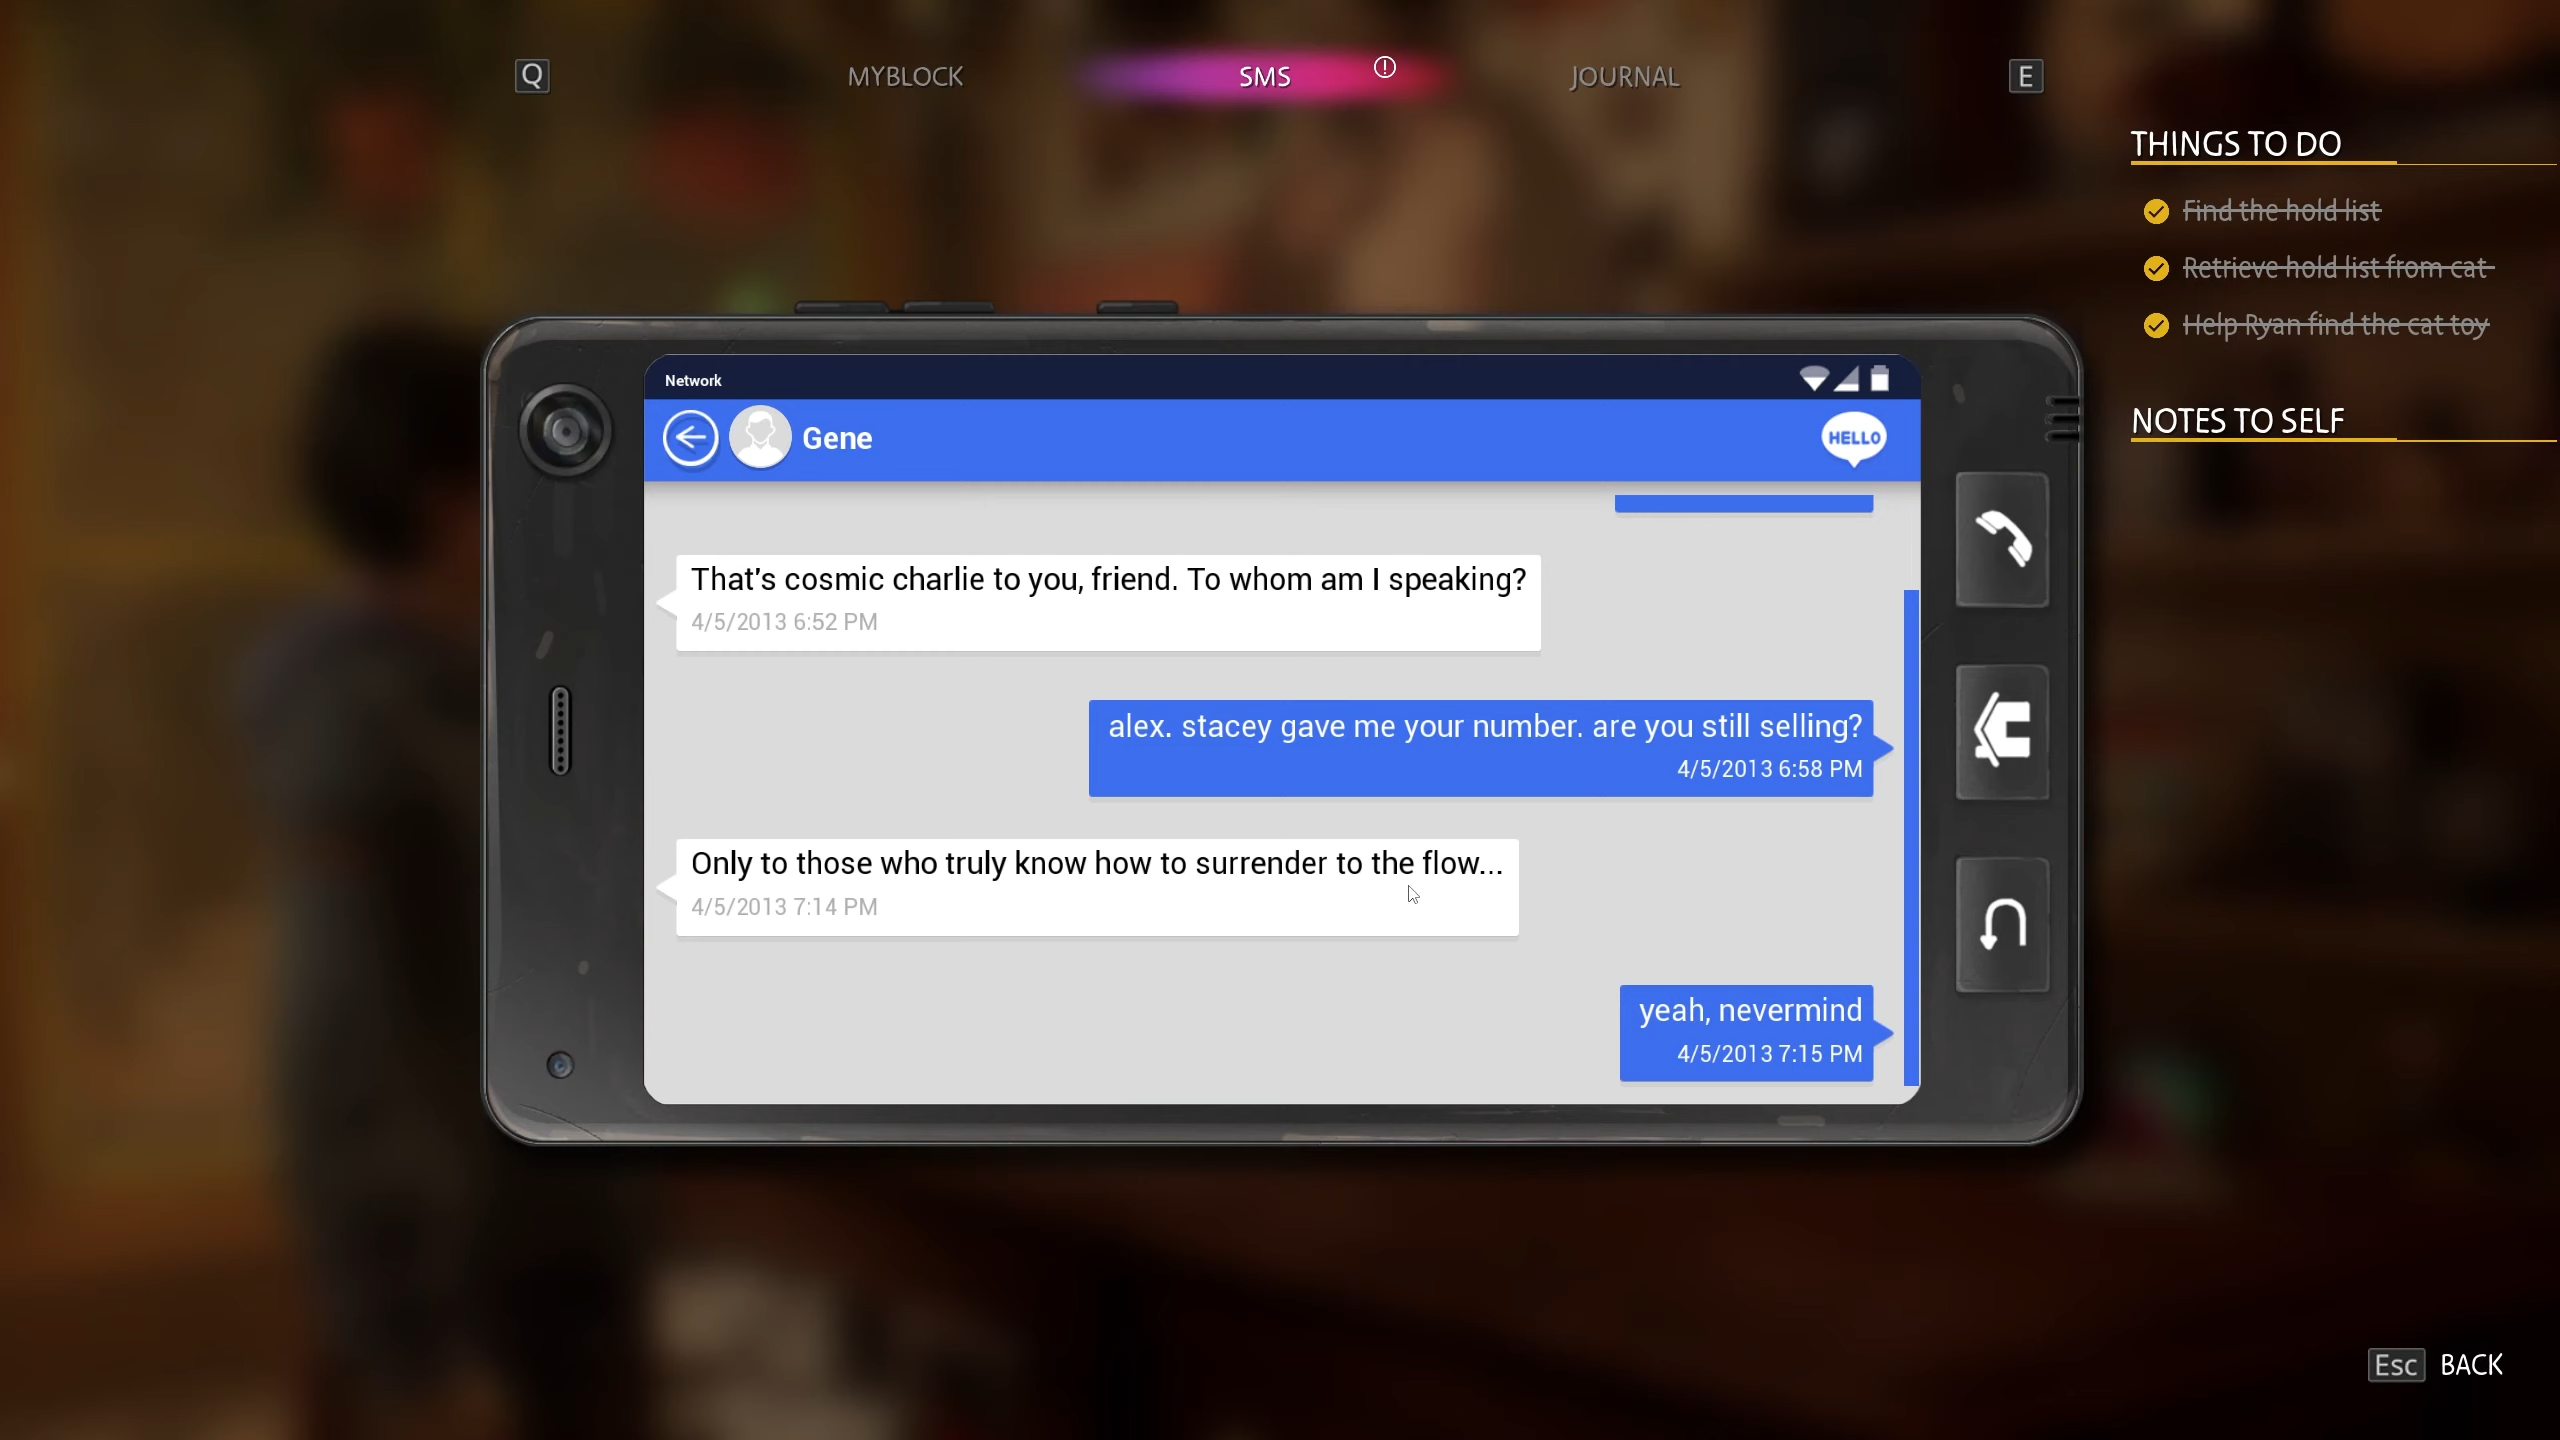 Q
MYBLOCK
SMS
JOURNAL
E
THINGS TO DO
Find the hold list
Retrieve hold list from cat
Help Ryan find the cat toy
NOTES TO SELF
Network
Gene
HELLO
That's cosmic charlie to you, friend. To whom am I speaking?
4/5/2013 6:52 PM
alex. stacey gave me your number. are you still selling?
4/5/2013 6:58 PM
Only to those who truly know how to surrender to the flow...
4/5/2013 7:14 PM
yeah, nevermind
4/5/2013 7:15 PM
Esc BACK